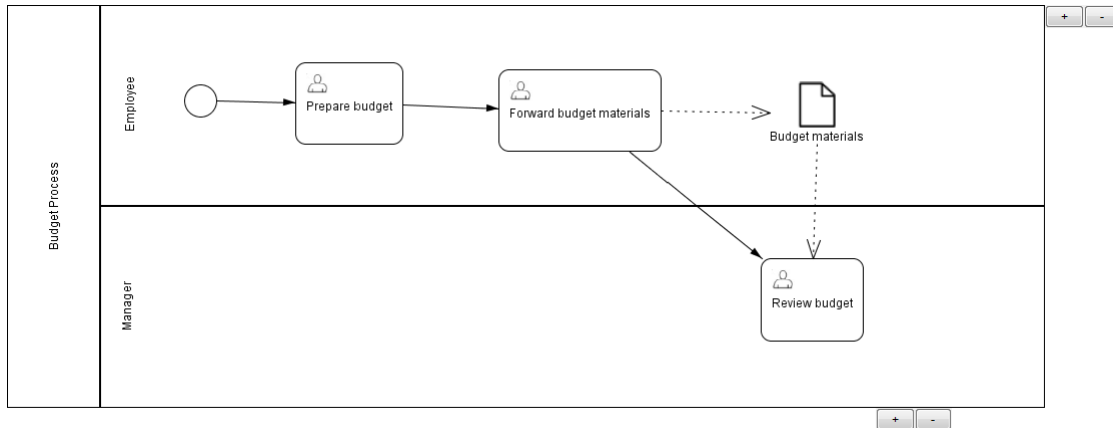 + -
Budget Process
Employee
Prepare budget
Forward budget materials
Budget materials
Manager
Review budget
+ -